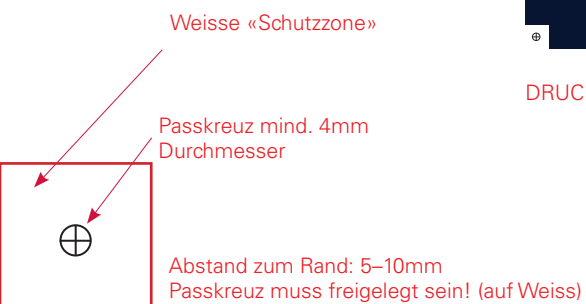 Weisse «Schutzzone»
DRUC
Passkreuz mind. 4mm
Durchmesser
Abstand zum Rand: 5–10mm
Passkreuz muss freigelegt sein! (auf Weiss)